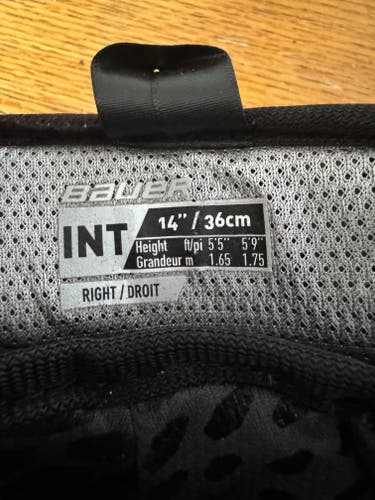 BAUER
INT
14" / 36cm
Height ft/pi 5'5" 5'9"
Grandeur m 1.65 1.75
RIGHT / DROIT